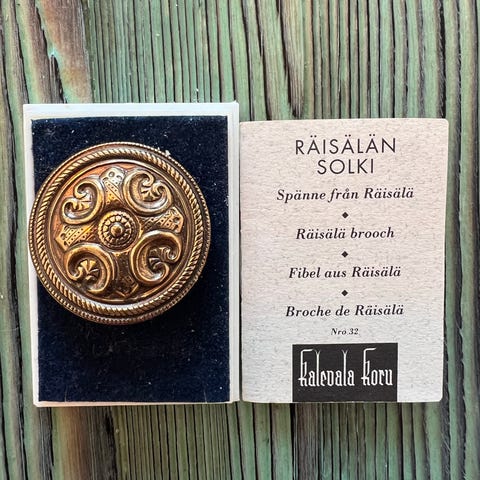 RÄISÄLÄN
SOLKI
Spänne från Räisälä
Räisälä brooch
Fibel aus Räisälä
Broche de Räisälä
Nro 32
kalevala koru